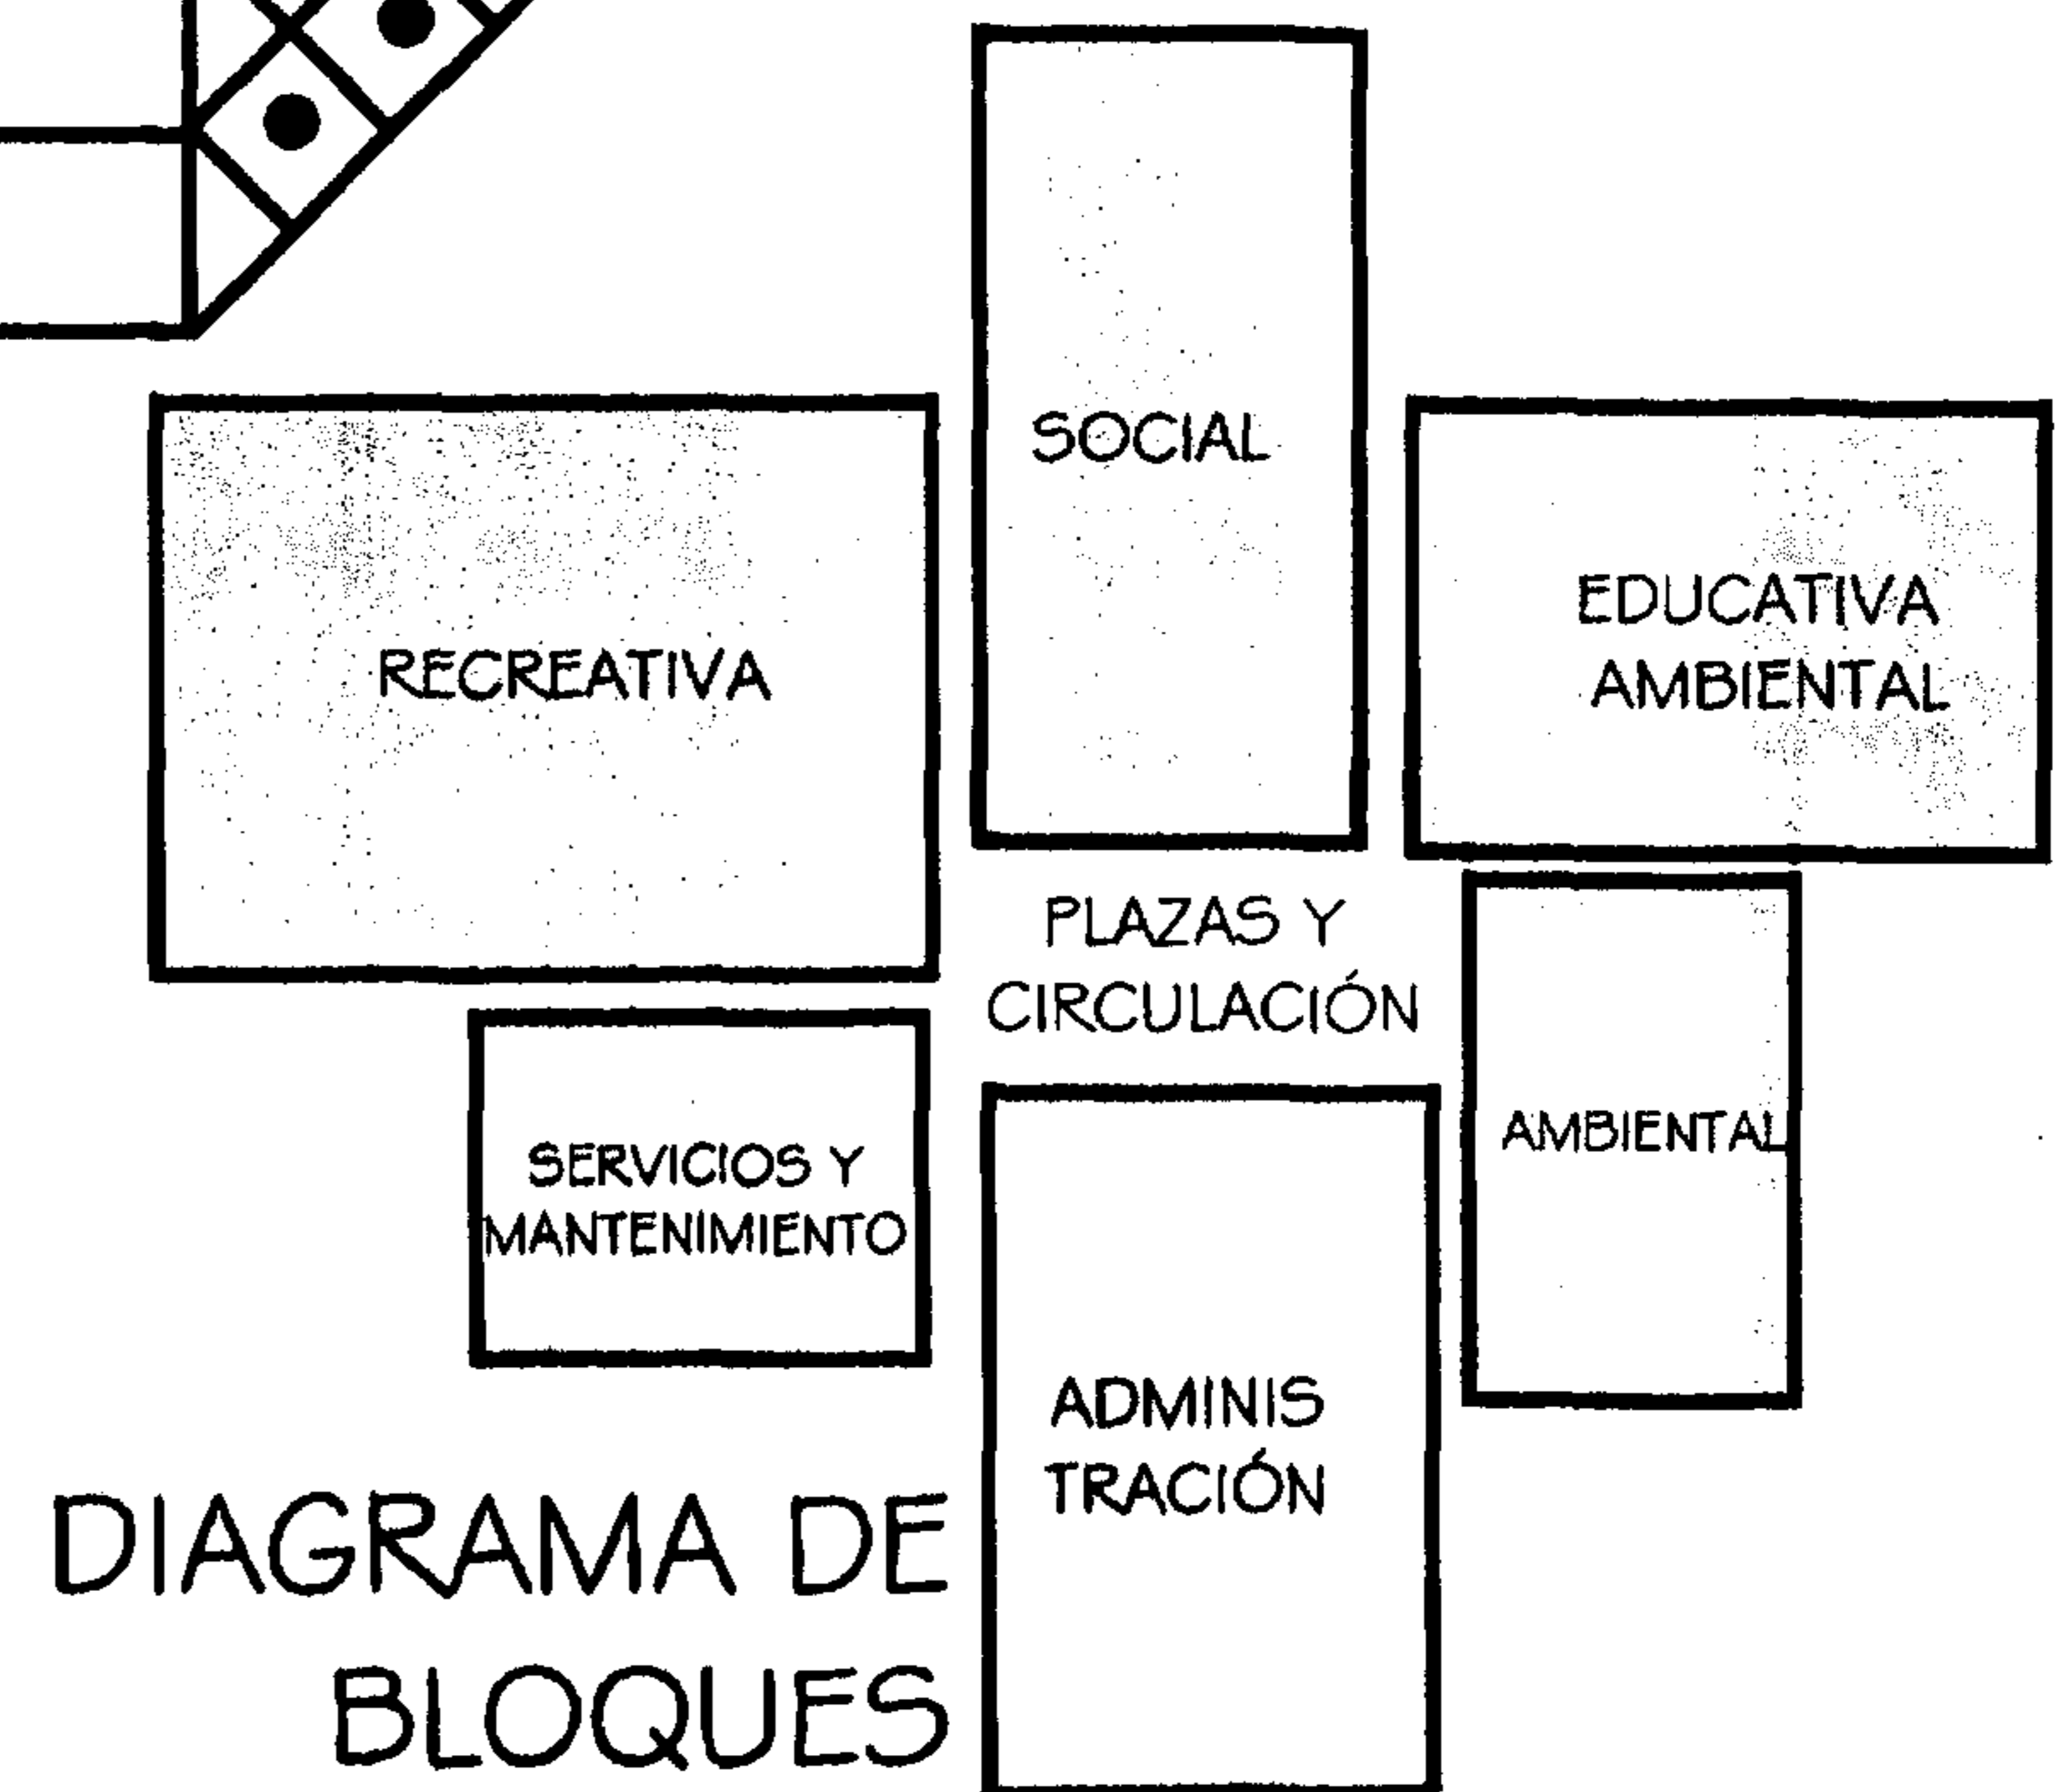 SOCIAL
EDUCATIVA
AMBIENTAL
RECREATIVA
PLAZAS Y
CIRCULACIÓN
AMBIENTAL
SERVICIOS Y
MANTENIMIENTO
ADMINIS
TRACIÓN
DIAGRAMA DE
BLOQUES